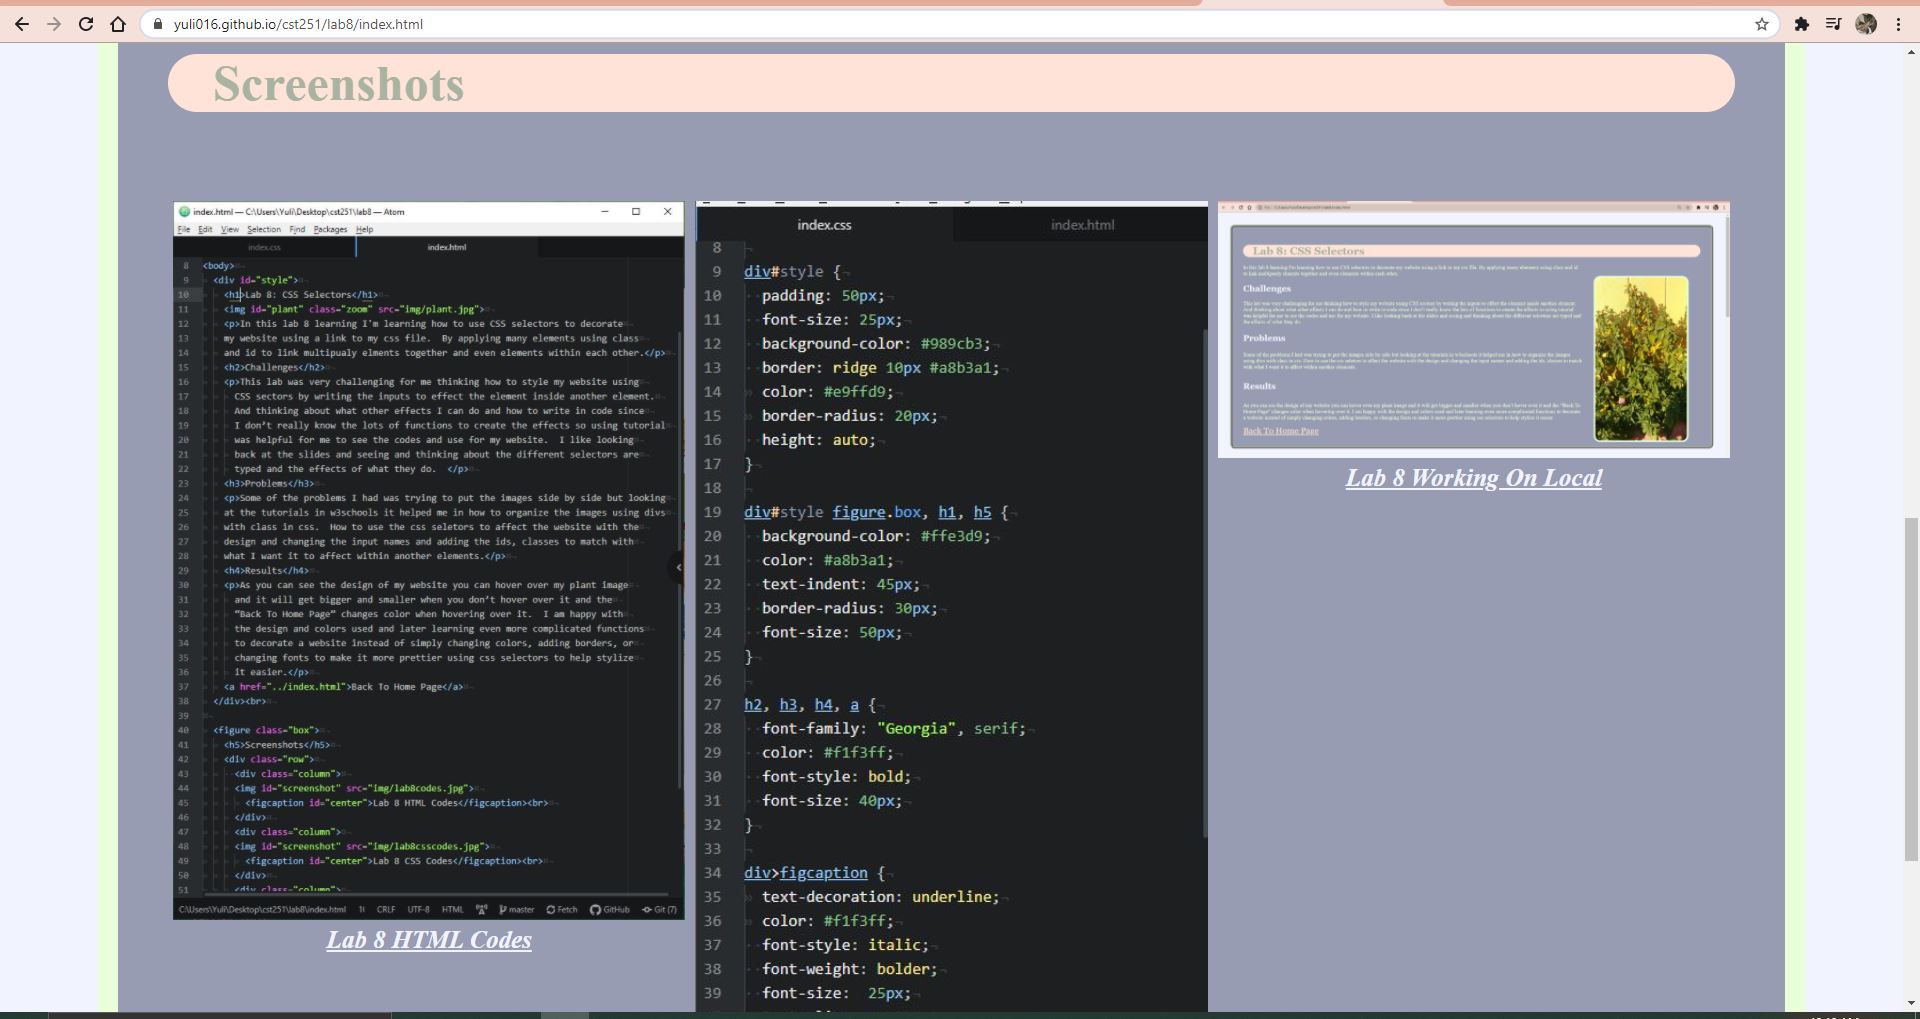 yuli016.github.io/cst251/lab8/index.html
Screenshots
index.html — C:\Users\Yuli\Desktop\cst251\lab8 — Atom
File Edit View Selection Find Packages Help
index.css index.html
8 <body>
9 <div id="style">
10 <h1>Lab 8: CSS Selectors</h1>
11 <img id="plant" class="zoom" src="img/plant.jpg">
12 <p>In this lab 8 learning I'm learning how to use CSS selectors to decorate
13 my website using a link to my css file. By applying many elements using class
14 and id to link multipualy elments together and even elements within each other.</p>
15 <h2>Challenges</h2>
16 <p>This lab was very challenging for me thinking how to style my website using
17 CSS sectors by writing the inputs to effect the element inside another element.
18 And thinking about what other effects I can do and how to write in code since
19 I don't really know the lots of functions to create the effects so using tutorial
20 was helpful for me to see the codes and use for my website. I like looking
21 back at the slides and seeing and thinking about the different selectors are
22 typed and the effects of what they do. </p>
23 <h3>Problems</h3>
24 <p>Some of the problems I had was trying to put the images side by side but looking
25 at the tutorials in w3schools it helped me in how to organize the images using divs
26 with class in css. How to use the css seletors to affect the website with the
27 design and changing the input names and adding the ids, classes to match with
28 what I want it to affect within another elements.</p>
29 <h4>Results</h4>
30 <p>As you can see the design of my website you can hover over my plant image
31 and it will get bigger and smaller when you don't hover over it and the
32 “Back To Home Page” changes color when hovering over it. I am happy with
33 the design and colors used and later learning even more complicated functions
34 to decorate a website instead of simply changing colors, adding borders, or
35 changing fonts to make it more prettier using css selectors to help stylize
36 it easier.</p>
37 <a href="../index.html">Back To Home Page</a>
38 </div><br>
39
40 <figure class="box">
41 <h5>Screenshots</h5>
42 <div class="row">
43 <div class="column">
44 <img id="screenshot" src="img/lab8codes.jpg">
45 <figcaption id="center">Lab 8 HTML Codes</figcaption><br>
46 </div>
47 <div class="column">
48 <img id="screenshot" src="img/lab8csscodes.jpg">
49 <figcaption id="center">Lab 8 CSS Codes</figcaption><br>
50 </div>
51 <div class="column">
C:\Users\Yuli\Desktop\cst251\lab8\index.html CRLF UTF-8 HTML master Fetch GitHub Git (7)
Lab 8 HTML Codes
index.css index.html
8
9 div#style {
10 padding: 50px;
11 font-size: 25px;
12 background-color: #989cb3;
13 border: ridge 10px #a8b3a1;
14 color: #e9ffd9;
15 border-radius: 20px;
16 height: auto;
17 }
18
19 div#style figure.box, h1, h5 {
20 background-color: #ffe3d9;
21 color: #a8b3a1;
22 text-indent: 45px;
23 border-radius: 30px;
24 font-size: 50px;
25 }
26
27 h2, h3, h4, a {
28 font-family: "Georgia", serif;
29 color: #f1f3ff;
30 font-style: bold;
31 font-size: 40px;
32 }
33
34 div>figcaption {
35 text-decoration: underline;
36 color: #f1f3ff;
37 font-style: italic;
38 font-weight: bolder;
39 font-size: 25px;
Lab 8: CSS Selectors
Challenges
Problems
Results
Back To Home Page
Lab 8 Working On Local